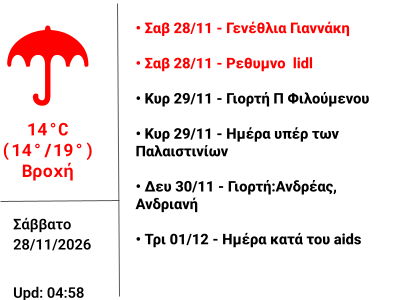 14°C
(14°/19°)
Βροχή
Σάββατο
28/11/2026
Upd: 04:58
• Σαβ 28/11 - Γενέθλια Γιαννάκη
• Σαβ 28/11 - Ρεθυμνο  lidl
• Κυρ 29/11 - Γιορτή Π Φιλούμενου
• Κυρ 29/11 - Ημέρα υπέρ των
Παλαιστινίων
• Δευ 30/11 - Γιορτή:Ανδρέας,
Ανδριανή
• Τρι 01/12 - Ημέρα κατά του aids